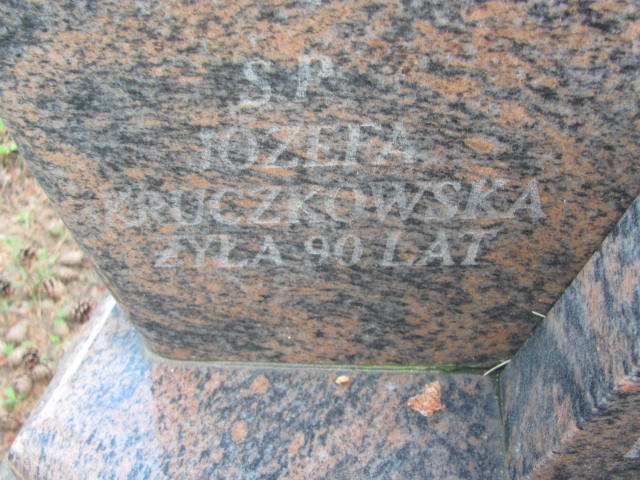 Ś P
JÓZEFA
KRUCZKOWSKA
ŻYŁA 90 LAT